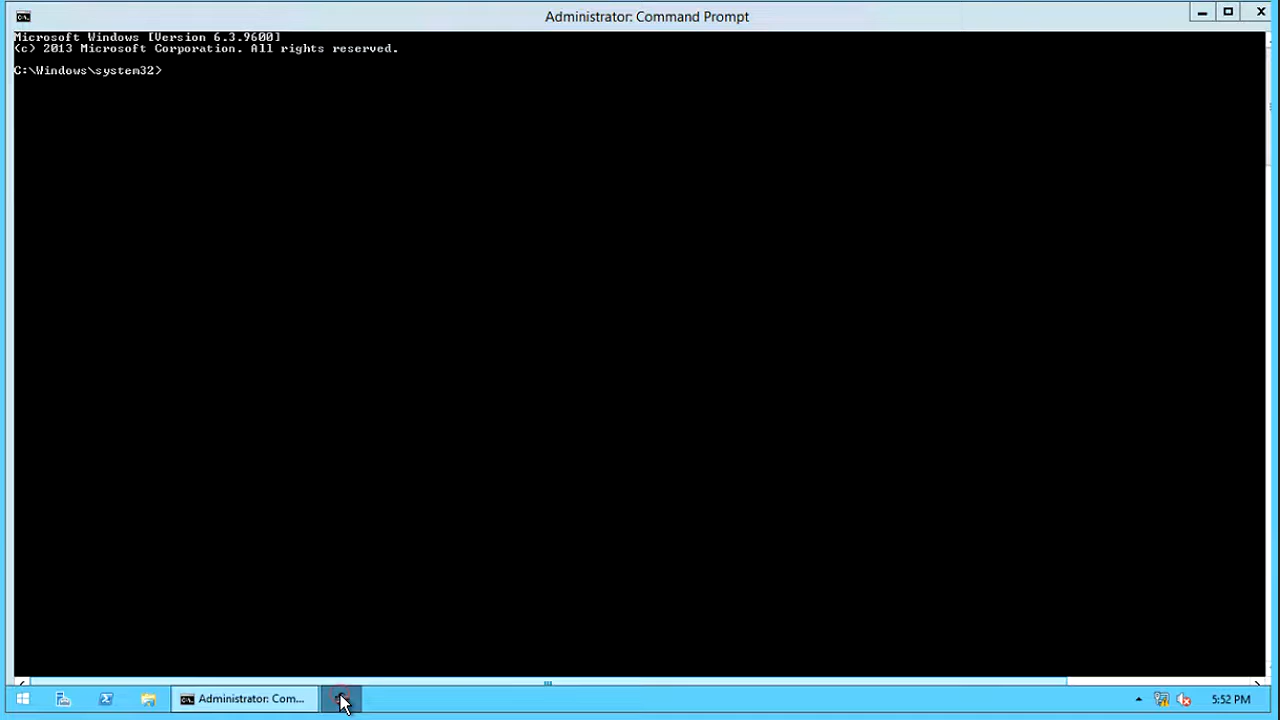 Administrator: Command Prompt
Microsoft Windows [Version 6.3.9600]
(c) 2013 Microsoft Corporation. All rights reserved.
C:\Windows\system32>
Administrator: Com...
5:52 PM